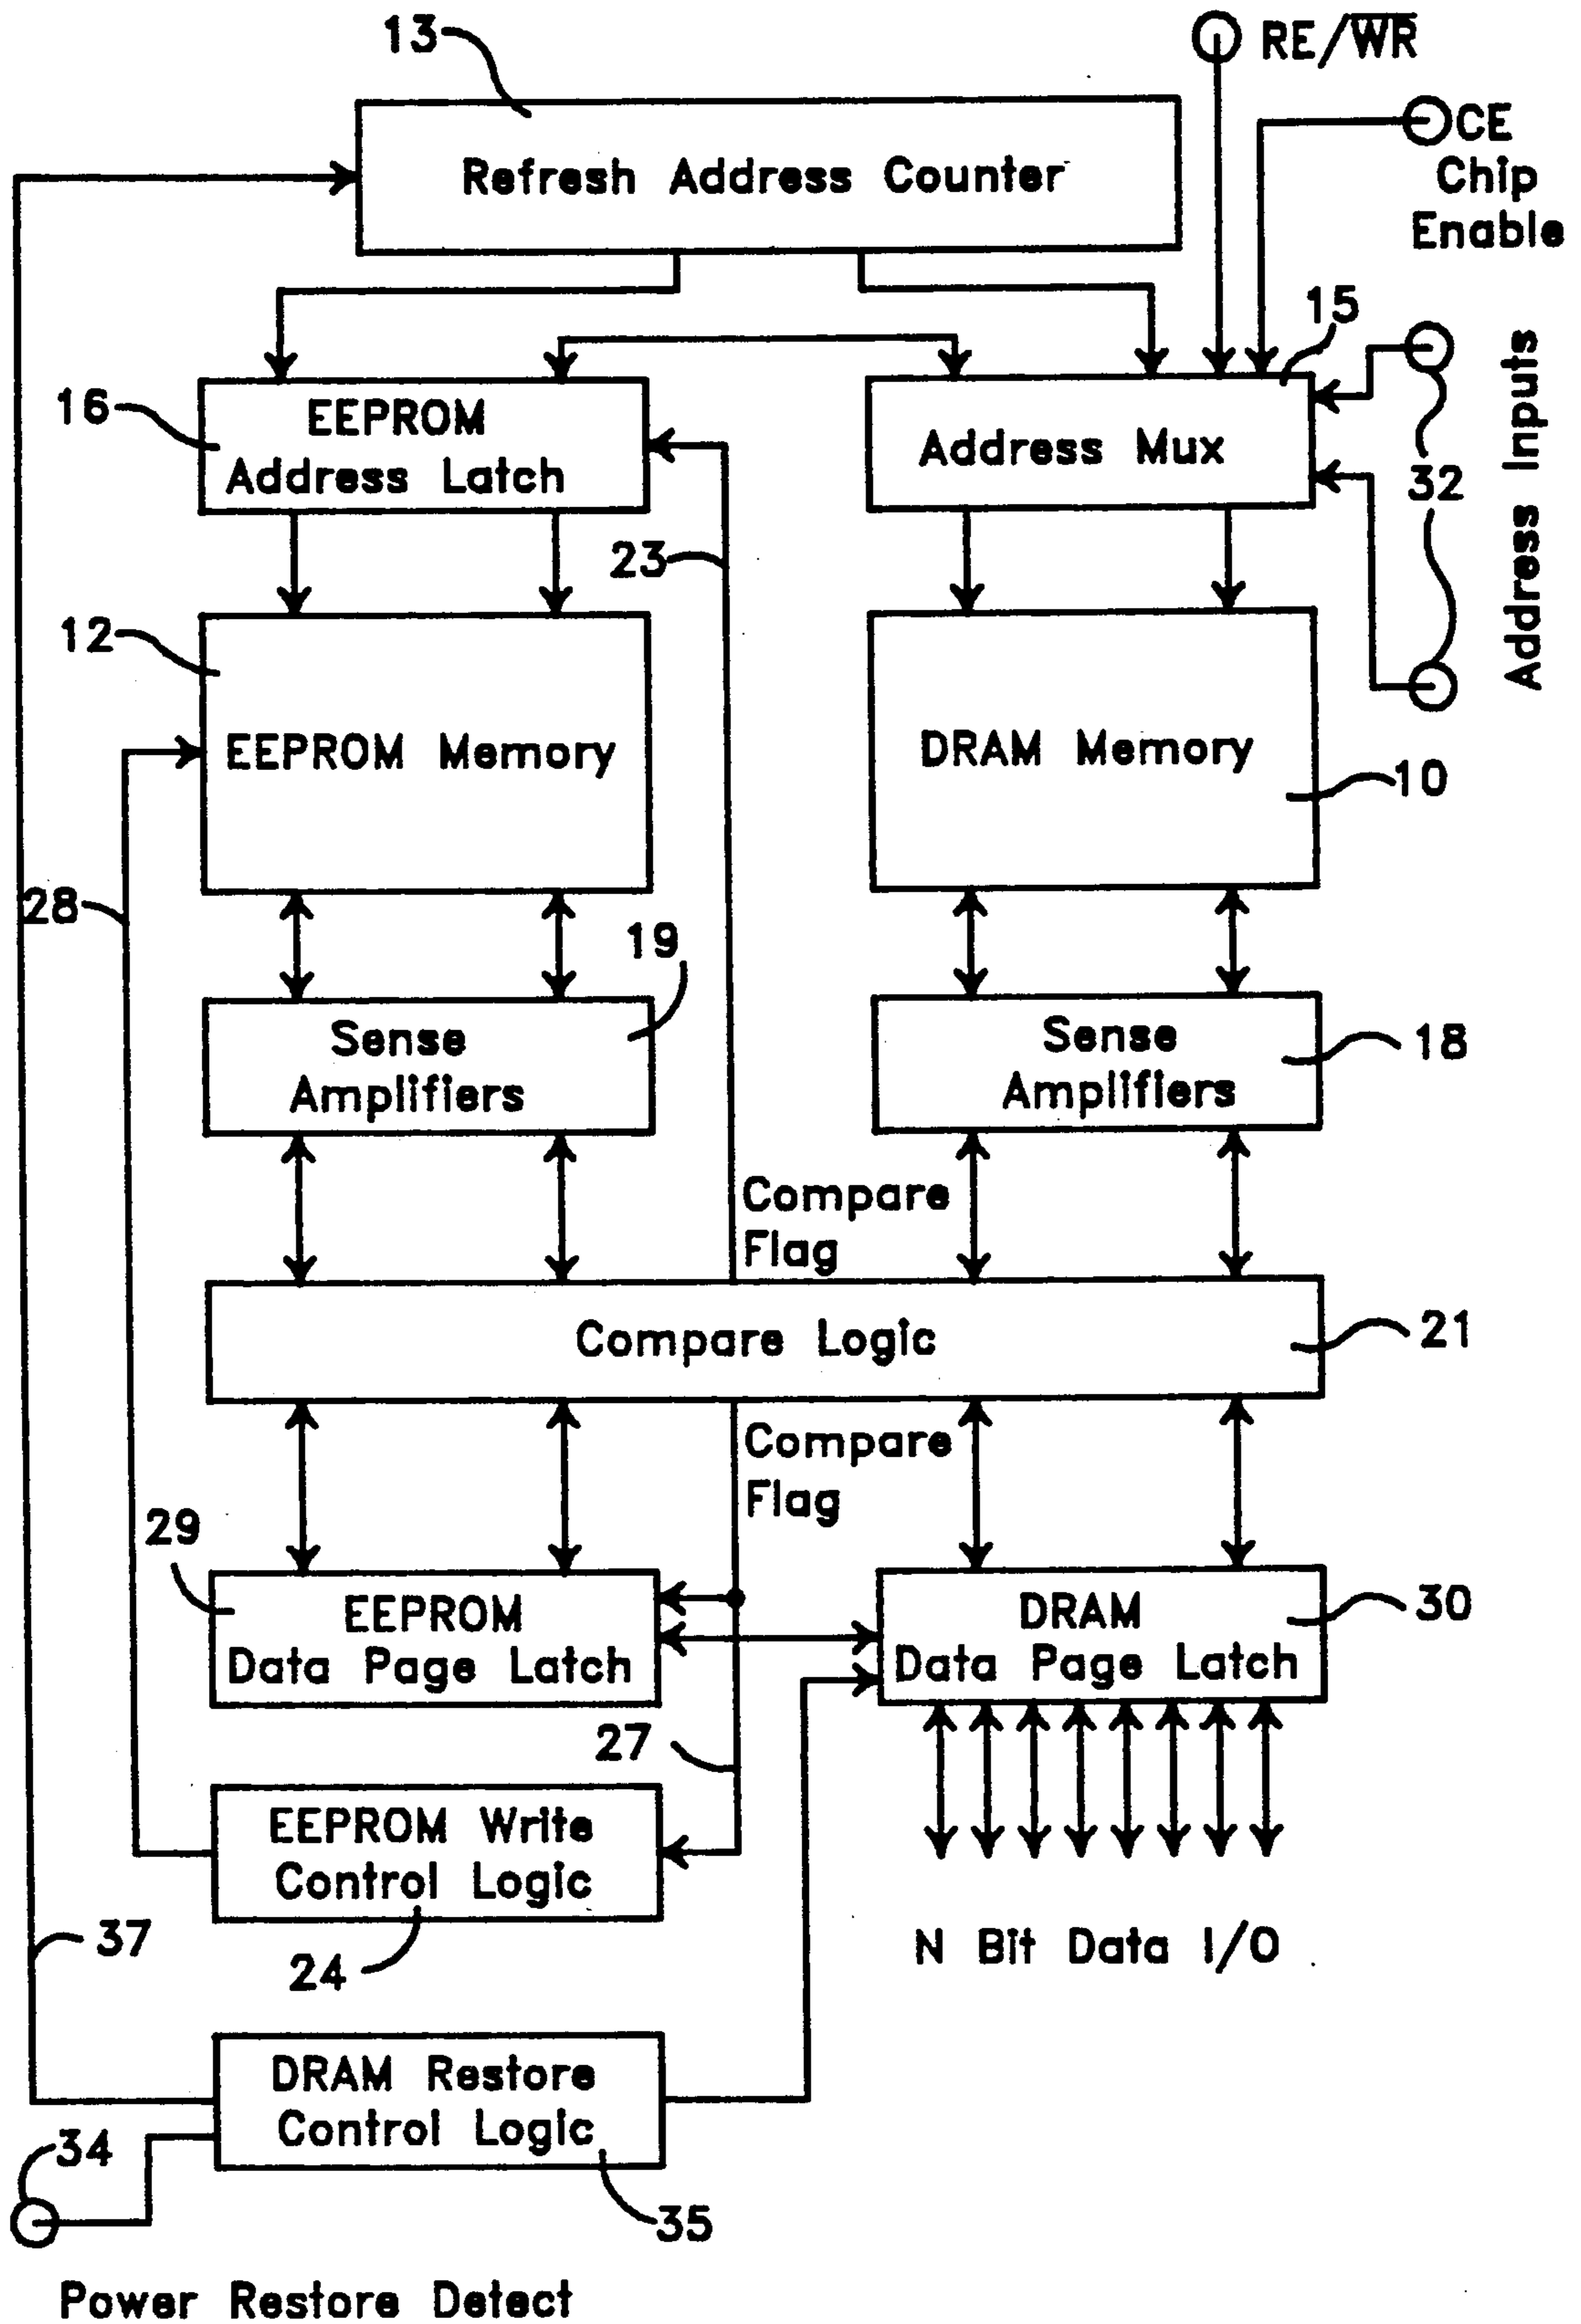 13
RE/W̅R̅
Refresh Address Counter
CE
Chip
Enable
15
16
EEPROM
Address Latch
Address Mux
32
Address Inputs
23
12
EEPROM Memory
DRAM Memory
10
28
19
Sense
Amplifiers
Sense
Amplifiers
18
Compare
Flag
Compare Logic
21
Compare
Flag
29
EEPROM
Data Page Latch
DRAM
Data Page Latch
30
27
EEPROM Write
Control Logic
24
N Bit Data I/O
37
DRAM Restore
Control Logic
34
35
Power Restore Detect